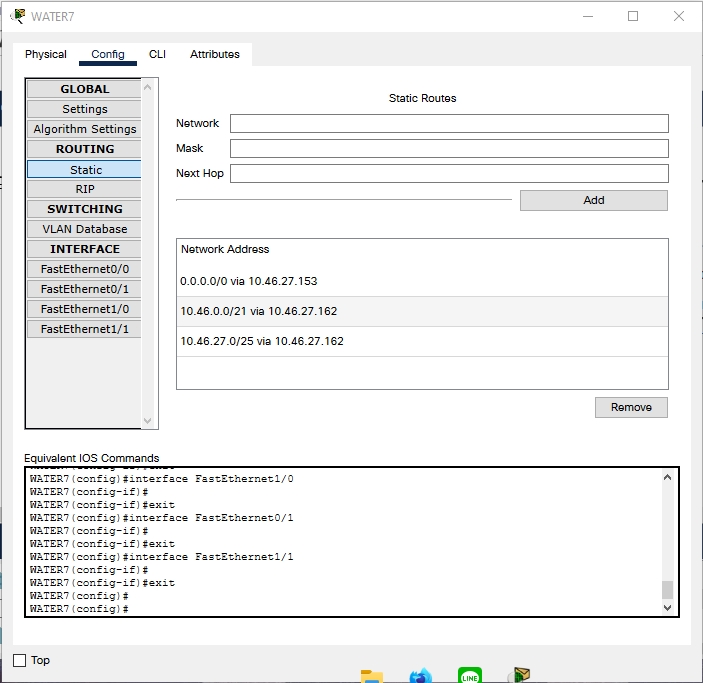 WATER7
Physical Config CLI Attributes
GLOBAL
Settings
Algorithm Settings
ROUTING
Static
RIP
SWITCHING
VLAN Database
INTERFACE
FastEthernet0/0
FastEthernet0/1
FastEthernet1/0
FastEthernet1/1
Static Routes
Network
Mask
Next Hop
Add
Network Address
0.0.0.0/0 via 10.46.27.153
10.46.0.0/21 via 10.46.27.162
10.46.27.0/25 via 10.46.27.162
Remove
Equivalent IOS Commands
WATER7(config-if)#exit
WATER7(config)#interface FastEthernet1/0
WATER7(config-if)#
WATER7(config-if)#exit
WATER7(config)#interface FastEthernet0/1
WATER7(config-if)#
WATER7(config-if)#exit
WATER7(config)#interface FastEthernet1/1
WATER7(config-if)#
WATER7(config-if)#exit
WATER7(config)#
WATER7(config)#
Top
LINE